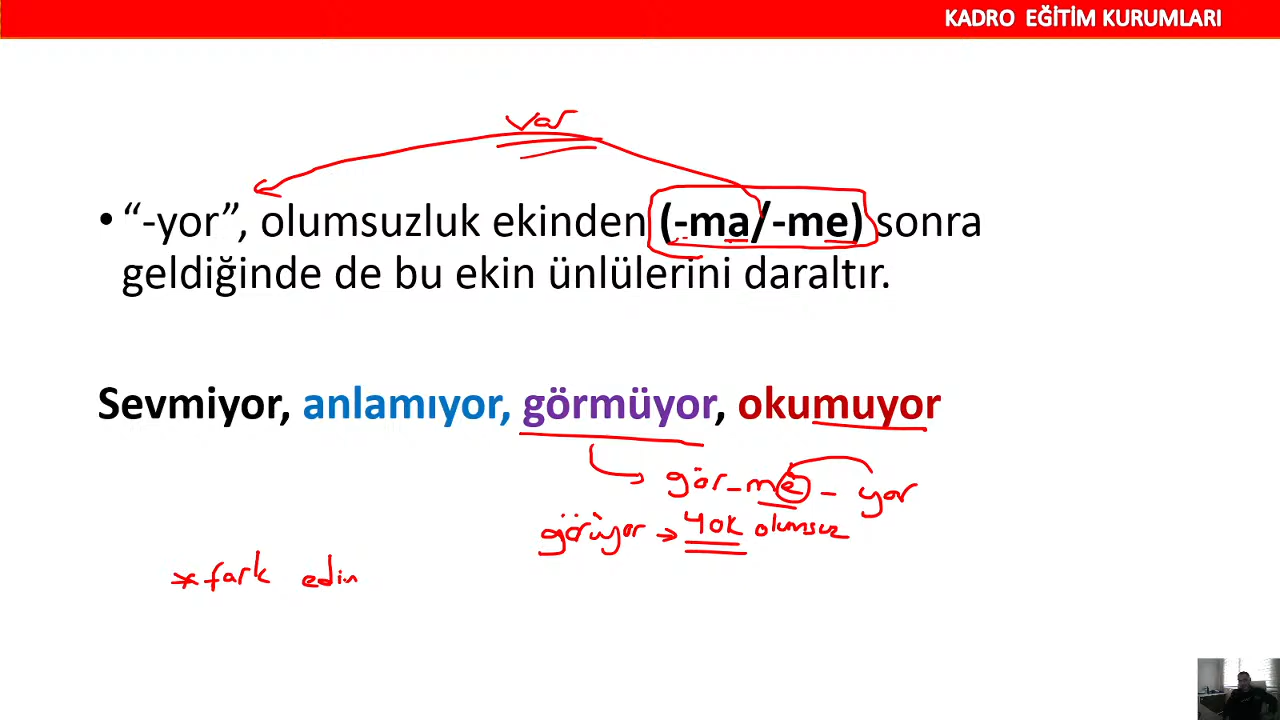 KADRO EĞİTİM KURUMLARI
var
• “-yor”, olumsuzluk ekinden (-ma/-me) sonra
geldiğinde de bu ekin ünlülerini daraltır.
Sevmiyor, anlamıyor, görmüyor, okumuyor
gör-me-yor
görüyor → Yok olumsuz
*fark edin